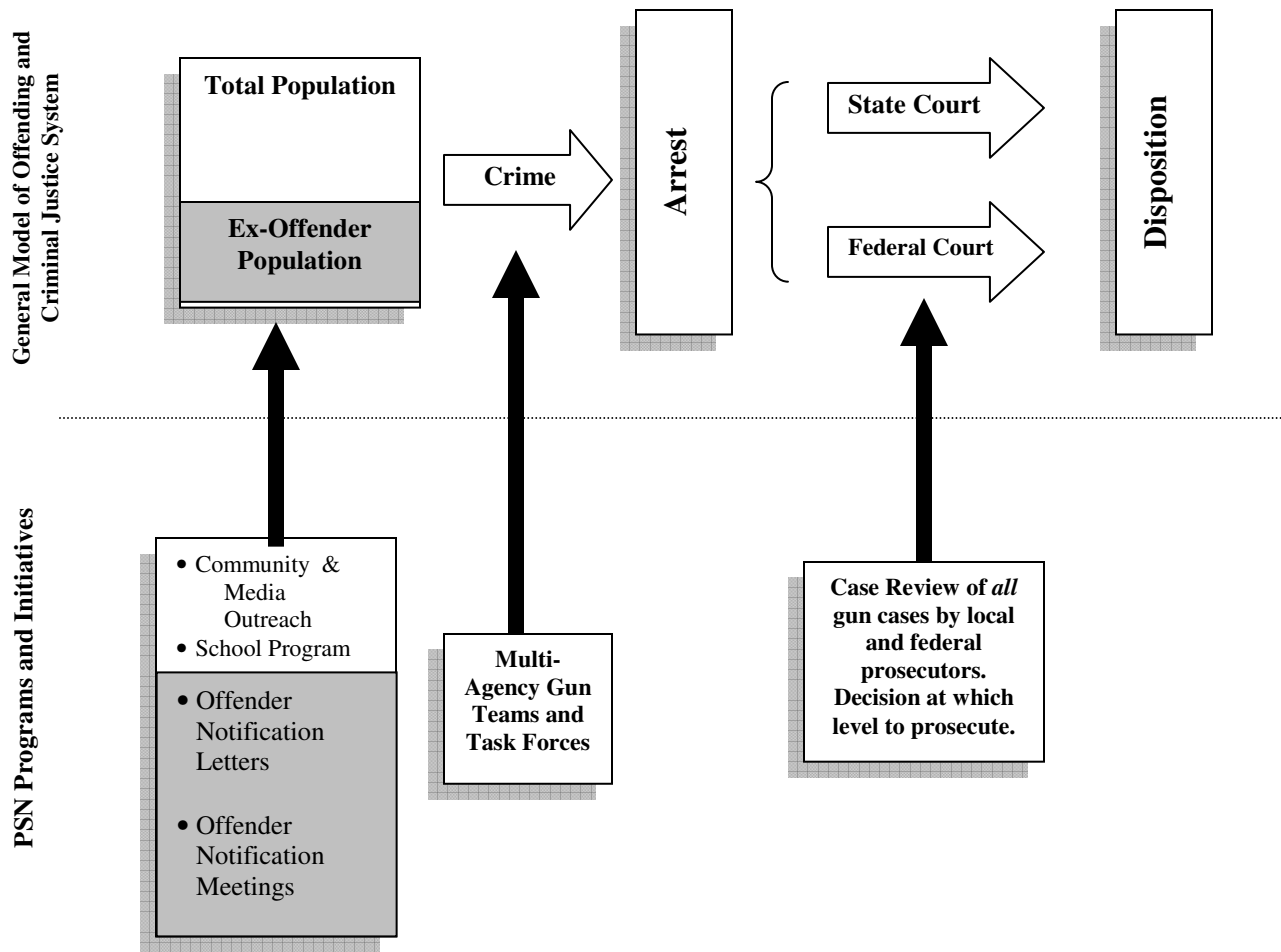 General Model of Offending and
Criminal Justice System
Total Population
Ex-Offender
Population
Crime
Arrest
State Court
Federal Court
Disposition
PSN Programs and Initiatives
• Community &
Media
Outreach
• School Program
• Offender
Notification
Letters
• Offender
Notification
Meetings
Multi-
Agency Gun
Teams and
Task Forces
Case Review of all
gun cases by local
and federal
prosecutors.
Decision at which
level to prosecute.